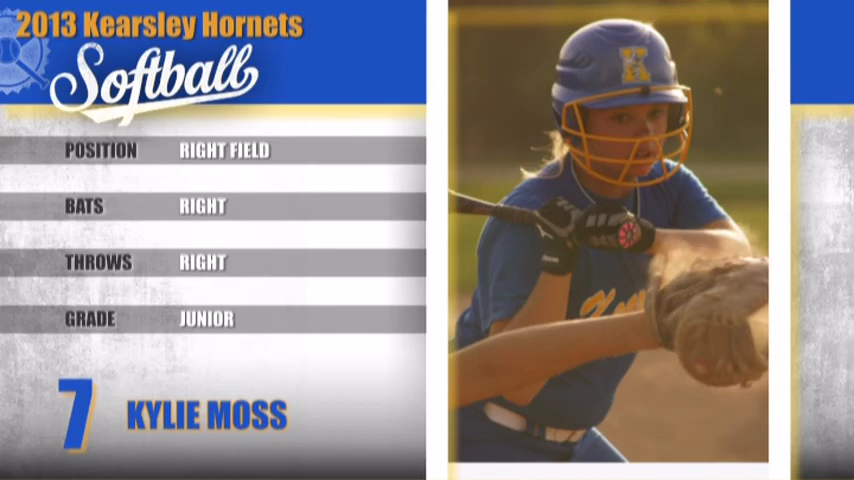 2013 Kearsley Hornets
Softball
POSITION RIGHT FIELD
BATS RIGHT
THROWS RIGHT
GRADE JUNIOR
7 KYLIE MOSS
K